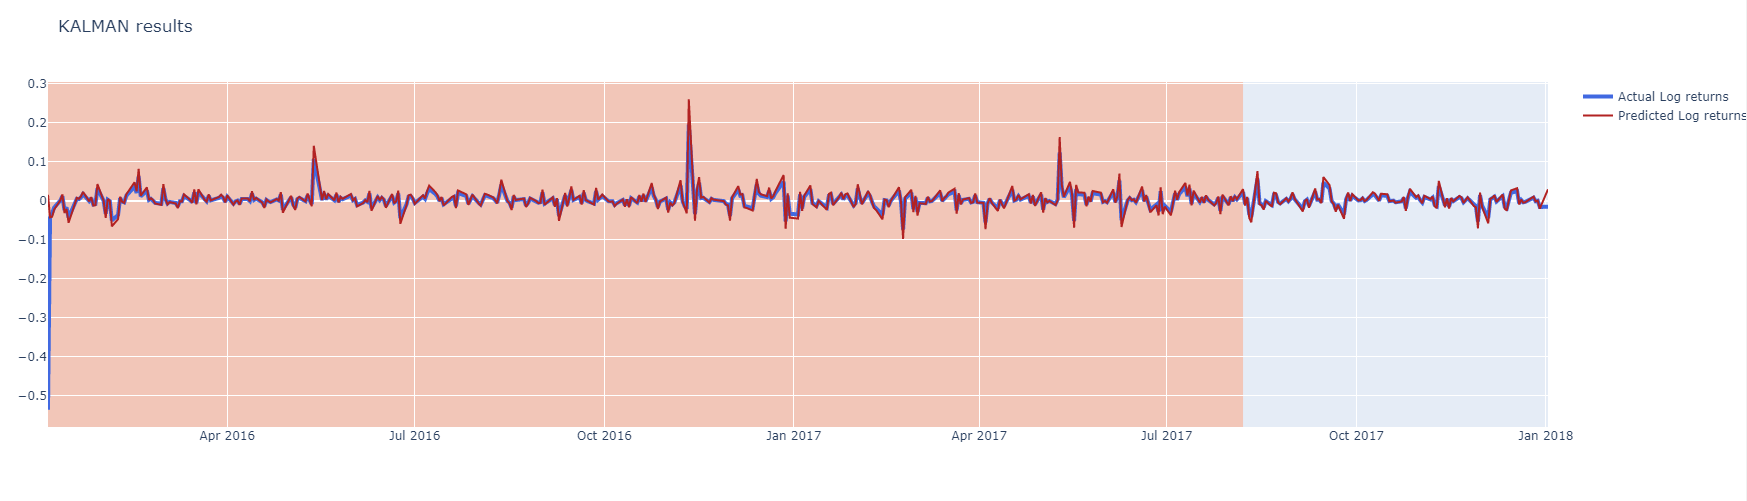 KALMAN results
Actual Log returns
Predicted Log returns
0.3
0.2
0.1
0
−0.1
−0.2
−0.3
−0.4
−0.5
Apr 2016
Jul 2016
Oct 2016
Jan 2017
Apr 2017
Jul 2017
Oct 2017
Jan 2018